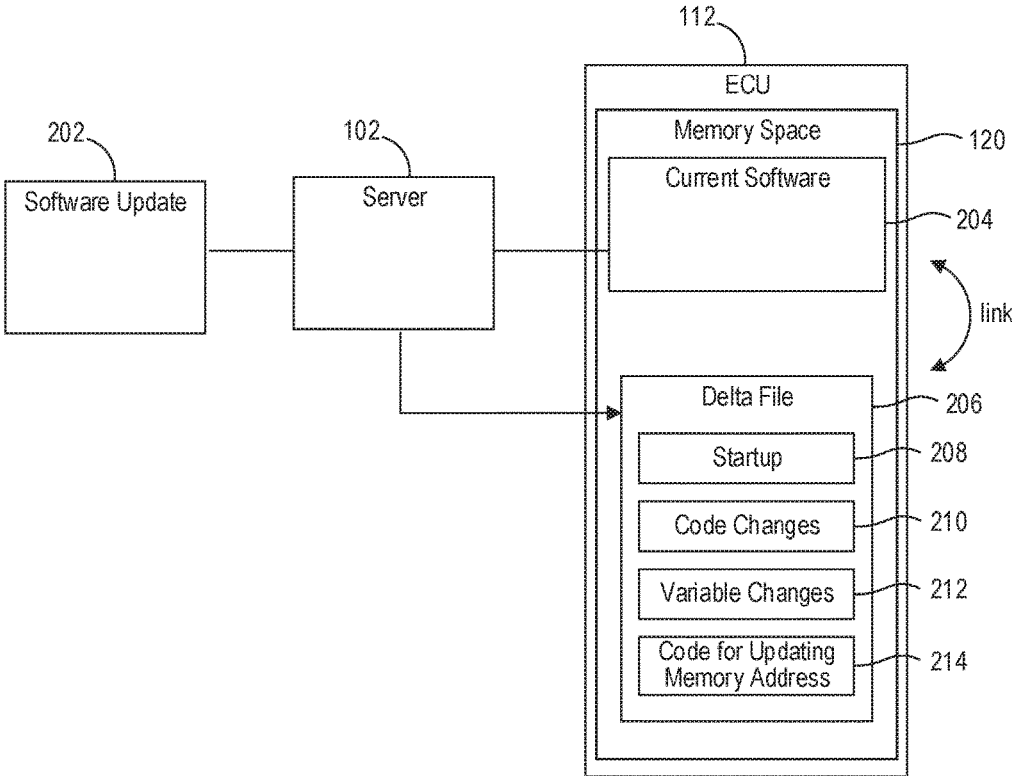 112
ECU
202
102
Memory Space
120
Software Update
Server
Current Software
204
link
Delta File
206
Startup
208
Code Changes
210
Variable Changes
212
Code for Updating
Memory Address
214